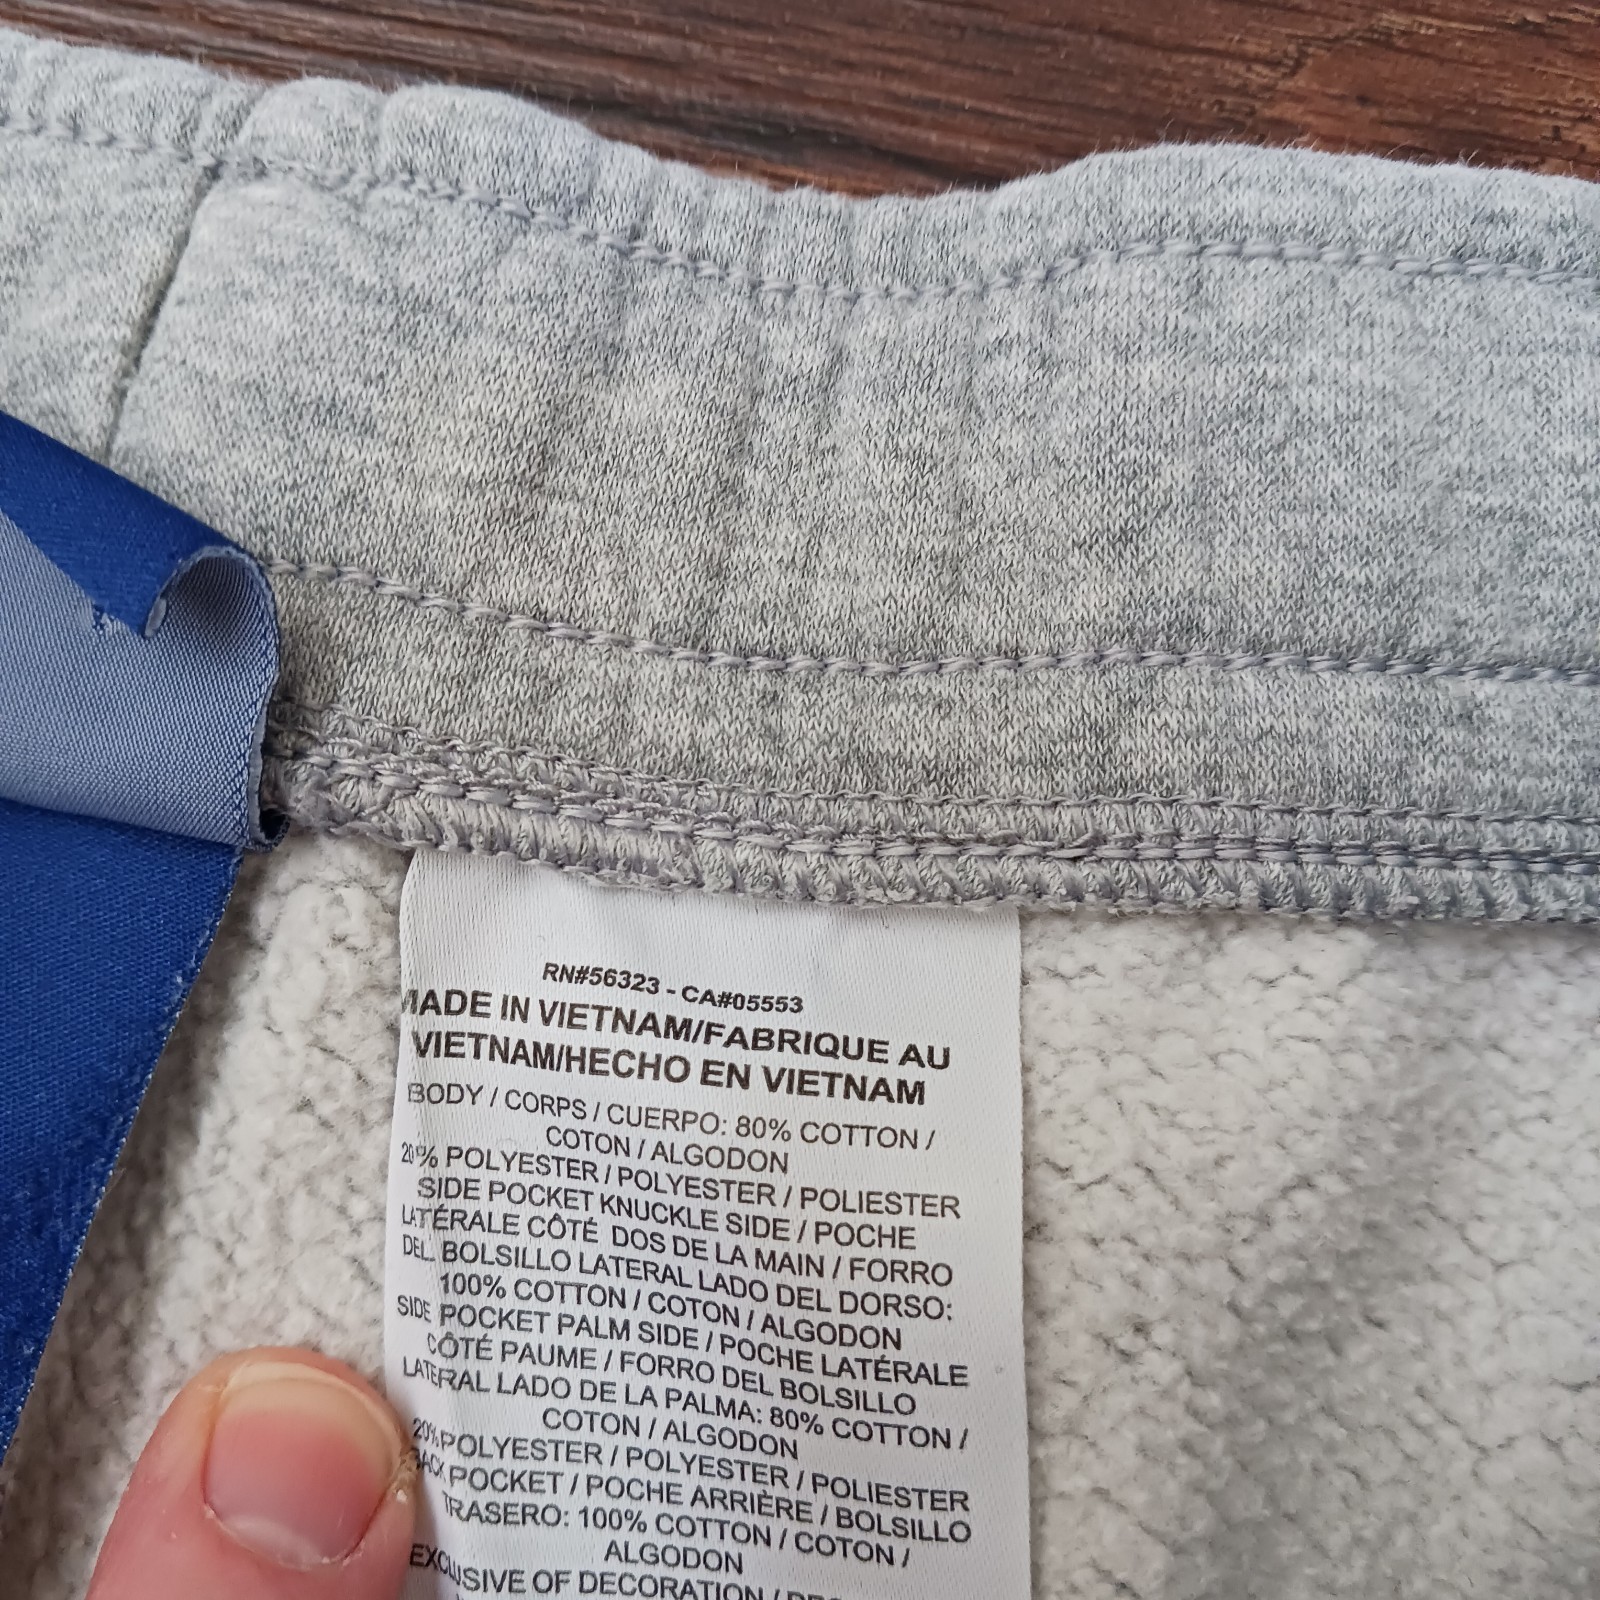 RN#56323 - CA#05553
MADE IN VIETNAM/FABRIQUE AU
VIETNAM/HECHO EN VIETNAM
BODY / CORPS / CUERPO: 80% COTTON /
COTON / ALGODON
20% POLYESTER / POLYESTER / POLIESTER
SIDE POCKET KNUCKLE SIDE / POCHE
LATÉRALE CÔTÉ DOS DE LA MAIN / FORRO
DEL BOLSILLO LATERAL LADO DEL DORSO:
100% COTTON / COTON / ALGODON
SIDE POCKET PALM SIDE / POCHE LATÉRALE
CÔTÉ PAUME / FORRO DEL BOLSILLO
LATERAL LADO DE LA PALMA: 80% COTTON /
COTON / ALGODON
20% POLYESTER / POLYESTER / POLIESTER
BACK POCKET / POCHE ARRIÈRE / BOLSILLO
TRASERO: 100% COTTON / COTON /
ALGODON
EXCLUSIVE OF DECORATION /